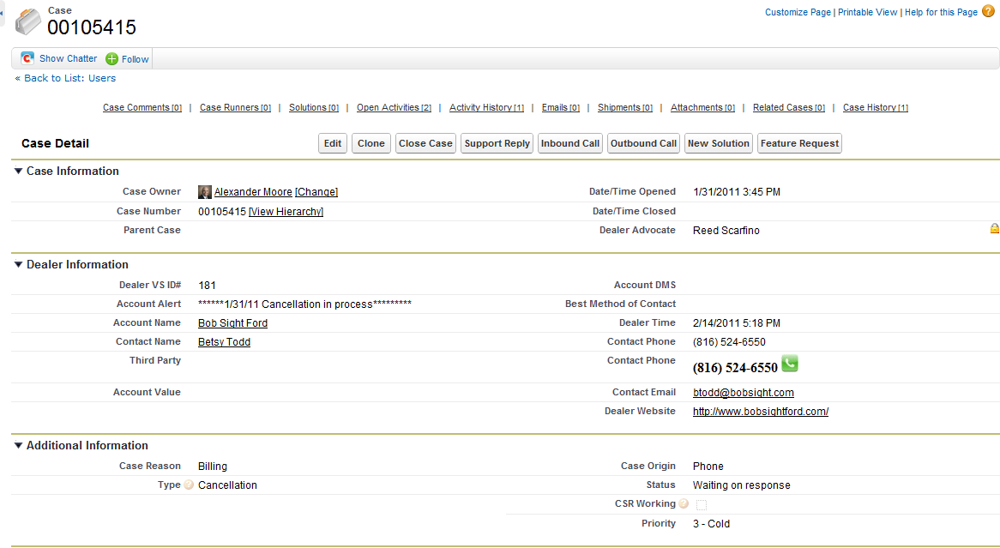 Case
00105415
Customize Page | Printable View | Help for this Page ?
Show Chatter Follow
« Back to List: Users
Case Comments [0] | Case Runners [0] | Solutions [0] | Open Activities [2] | Activity History [1] | Emails [0] | Shipments [0] | Attachments [0] | Related Cases [0] | Case History [1]
Case Detail Edit Clone Close Case Support Reply Inbound Call Outbound Call New Solution Feature Request
Case Information
Case Owner Alexander Moore [Change] Date/Time Opened 1/31/2011 3:45 PM
Case Number 00105415 [View Hierarchy] Date/Time Closed
Parent Case Dealer Advocate Reed Scarfino
Dealer Information
Dealer VS ID# 181 Account DMS
Account Alert ******1/31/11 Cancellation in process********* Best Method of Contact
Account Name Bob Sight Ford Dealer Time 2/14/2011 5:18 PM
Contact Name Betsy Todd Contact Phone (816) 524-6550
Third Party Contact Phone (816) 524-6550
Account Value Contact Email btodd@bobsight.com
Dealer Website http://www.bobsightford.com/
Additional Information
Case Reason Billing Case Origin Phone
Type ? Cancellation Status Waiting on response
CSR Working ?
Priority 3 - Cold